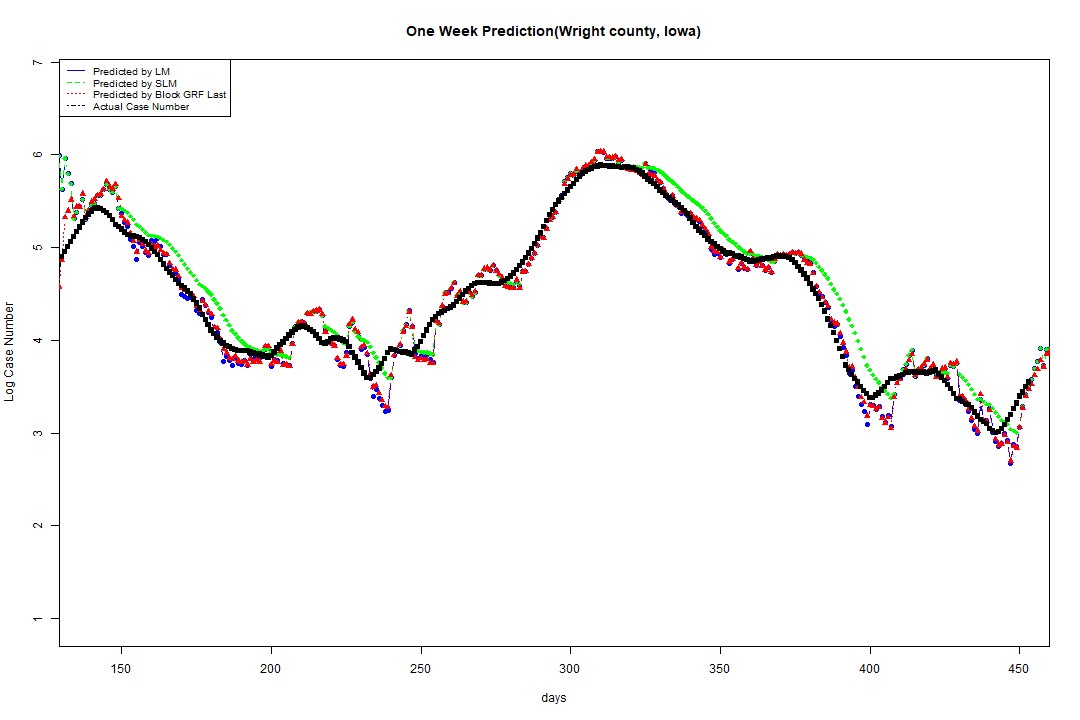 One Week Prediction(Wright county, Iowa)
Predicted by LM
Predicted by SLM
Predicted by Block GRF Last
Actual Case Number
7
6
5
4
3
2
1
Log Case Number
150 200 250 300 350 400 450
days